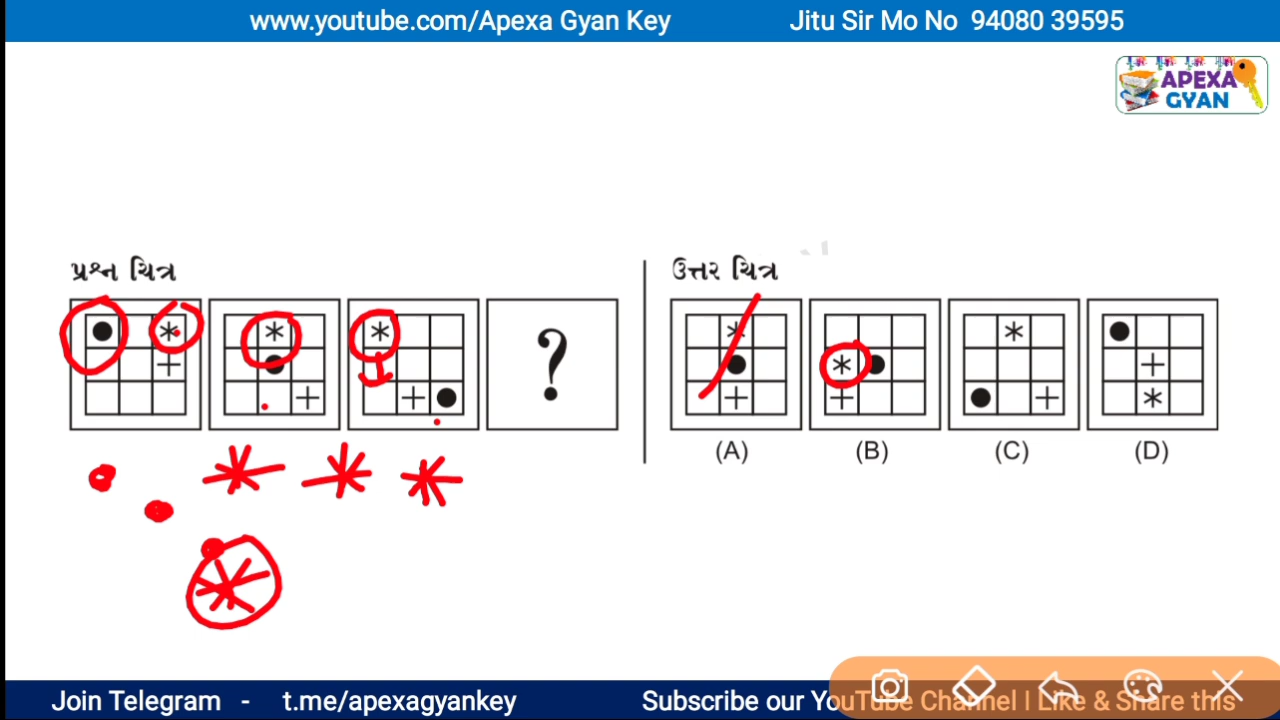 www.youtube.com/Apexa Gyan Key Jitu Sir Mo No 94080 39595
APEXA
GYAN
પ્રશ્ન ચિત્ર ઉત્તર ચિત્ર
?
(A) (B) (C) (D)
Join Telegram - t.me/apexagyankey Subscribe our YouTube Channel | Like & Share this